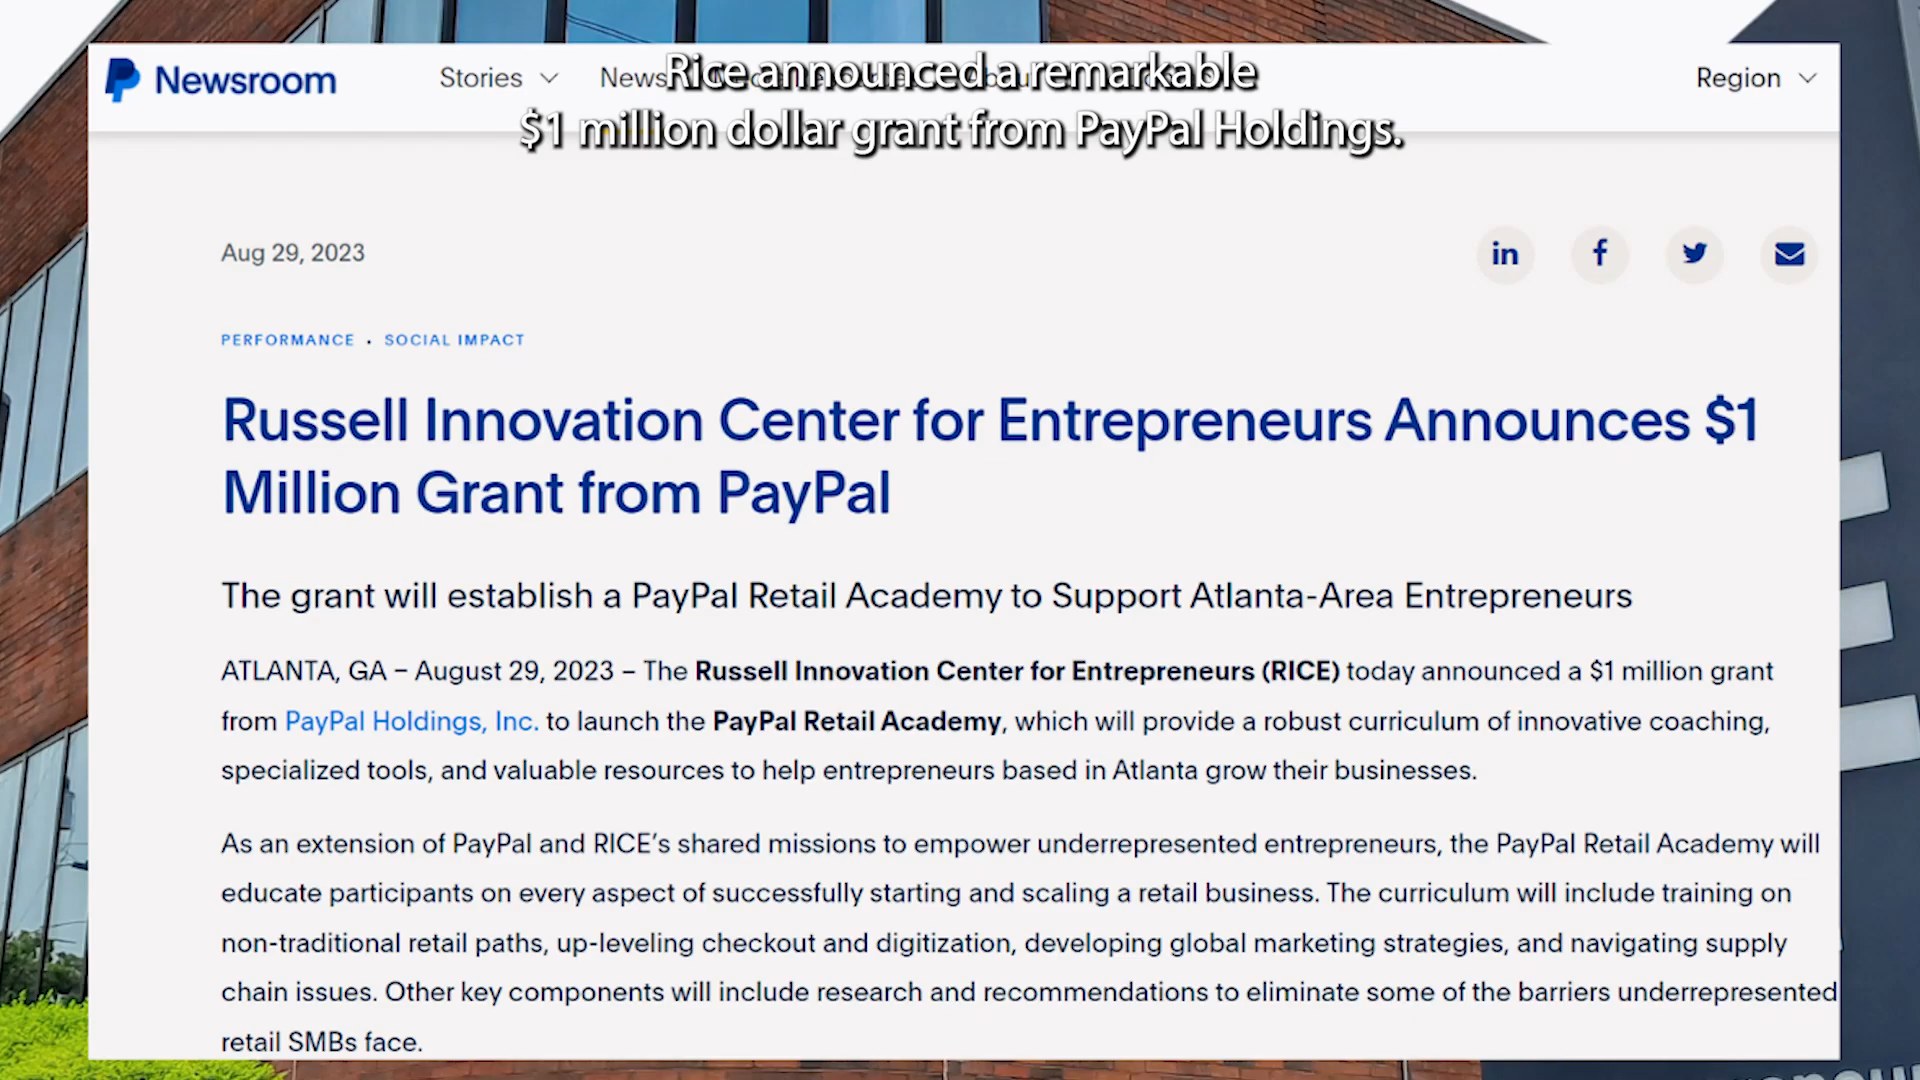 Rice announced a remarkable
$1 million dollar grant from PayPal Holdings.
Newsroom
Stories
News
Region
Aug 29, 2023
in
f
PERFORMANCE • SOCIAL IMPACT
Russell Innovation Center for Entrepreneurs Announces $1
Million Grant from PayPal
The grant will establish a PayPal Retail Academy to Support Atlanta-Area Entrepreneurs
ATLANTA, GA – August 29, 2023 – The Russell Innovation Center for Entrepreneurs (RICE) today announced a $1 million grant
from PayPal Holdings, Inc. to launch the PayPal Retail Academy, which will provide a robust curriculum of innovative coaching,
specialized tools, and valuable resources to help entrepreneurs based in Atlanta grow their businesses.
As an extension of PayPal and RICE’s shared missions to empower underrepresented entrepreneurs, the PayPal Retail Academy will
educate participants on every aspect of successfully starting and scaling a retail business. The curriculum will include training on
non-traditional retail paths, up-leveling checkout and digitization, developing global marketing strategies, and navigating supply
chain issues. Other key components will include research and recommendations to eliminate some of the barriers underrepresented
retail SMBs face.